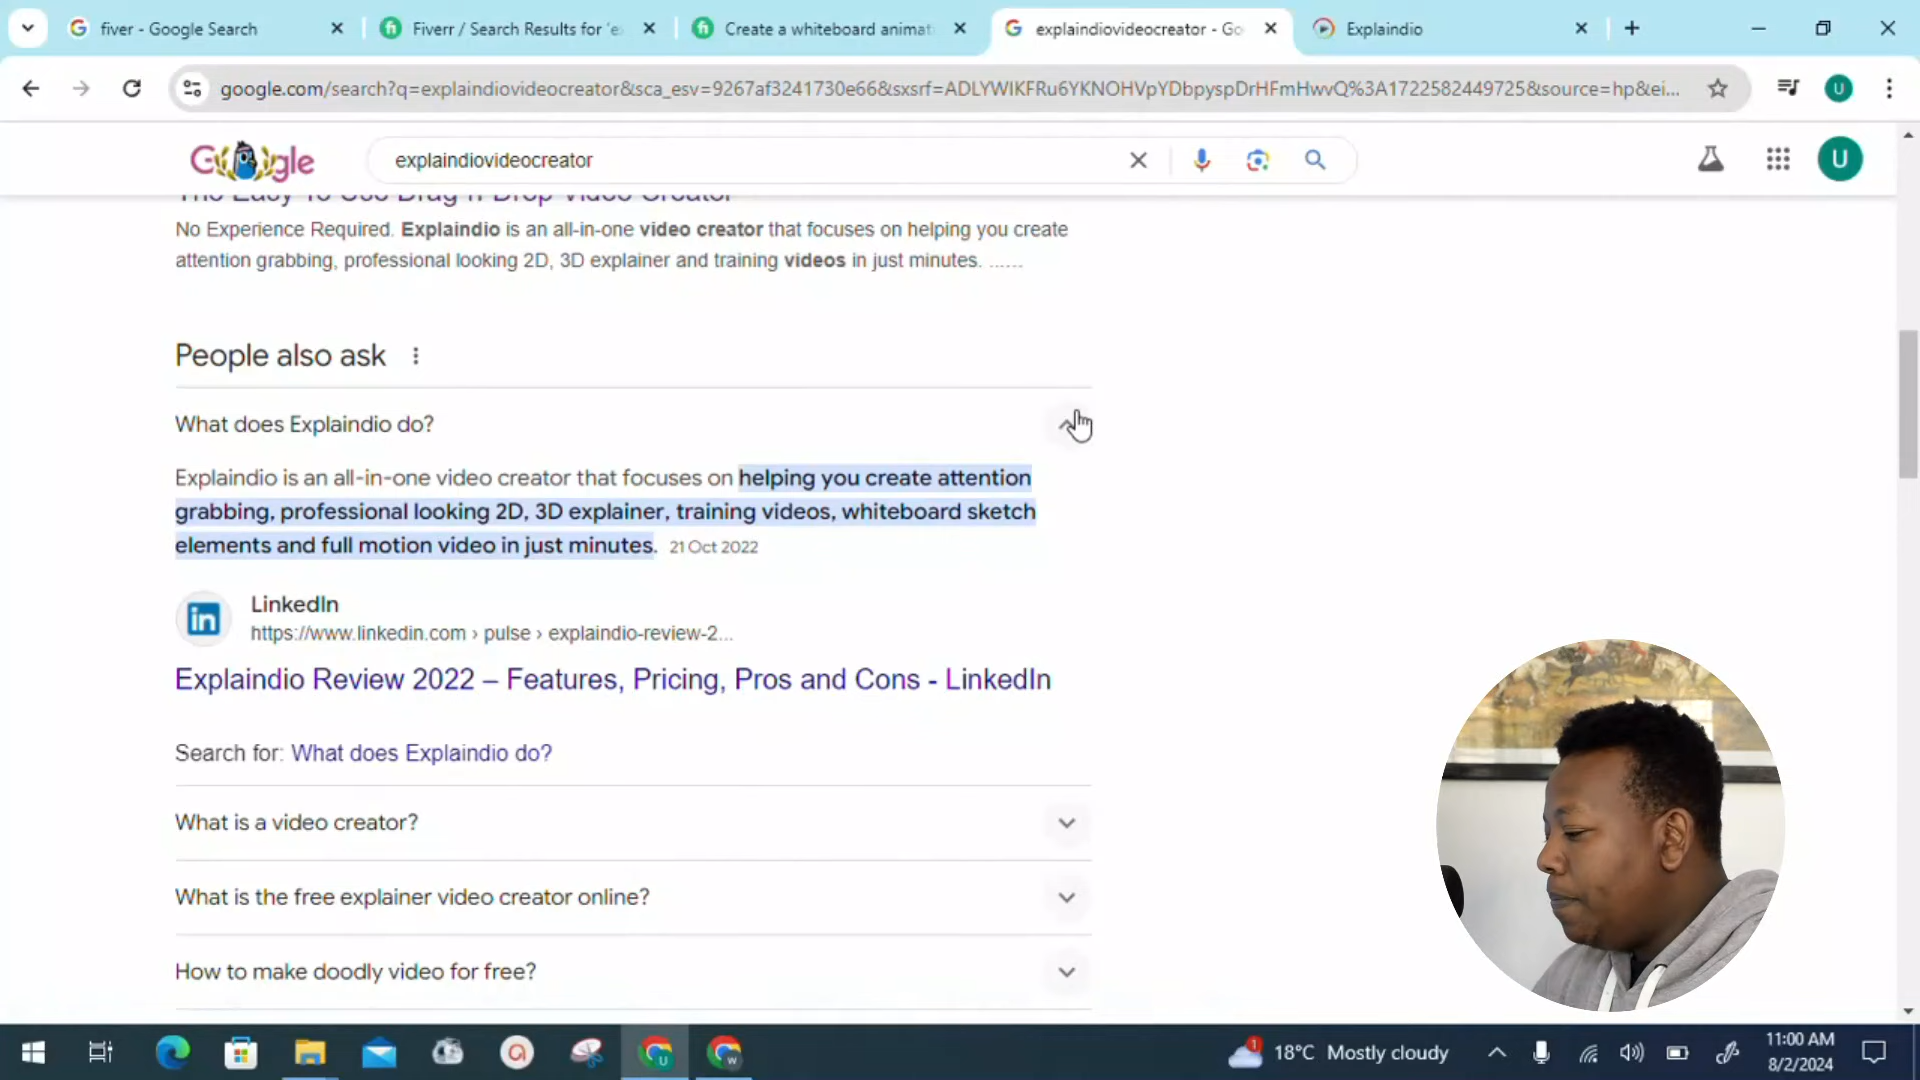 fiver - Google Search
Fiverr / Search Results for 'e
Create a whiteboard animat
explaindiovideocreator - Go
Explaindio
google.com/search?q=explaindiovideocreator&sca_esv=9267af3241730e66&sxsrf=ADLYWIKFRu6YKNOHVpYDbpyspDrHFmHwvQ%3A1722582449725&source=hp&ei...
U
Google
explaindiovideocreator
U
The Easy To Use Drag n Drop Video Creator
No Experience Required. Explaindio is an all-in-one video creator that focuses on helping you create
attention grabbing, professional looking 2D, 3D explainer and training videos in just minutes. ......
People also ask
What does Explaindio do?
Explaindio is an all-in-one video creator that focuses on helping you create attention
grabbing, professional looking 2D, 3D explainer, training videos, whiteboard sketch
elements and full motion video in just minutes. 21 Oct 2022
in
LinkedIn
https://www.linkedin.com › pulse › explaindio-review-2...
Explaindio Review 2022 – Features, Pricing, Pros and Cons - LinkedIn
Search for: What does Explaindio do?
What is a video creator?
What is the free explainer video creator online?
How to make doodly video for free?
1
18°C Mostly cloudy
11:00 AM
8/2/2024